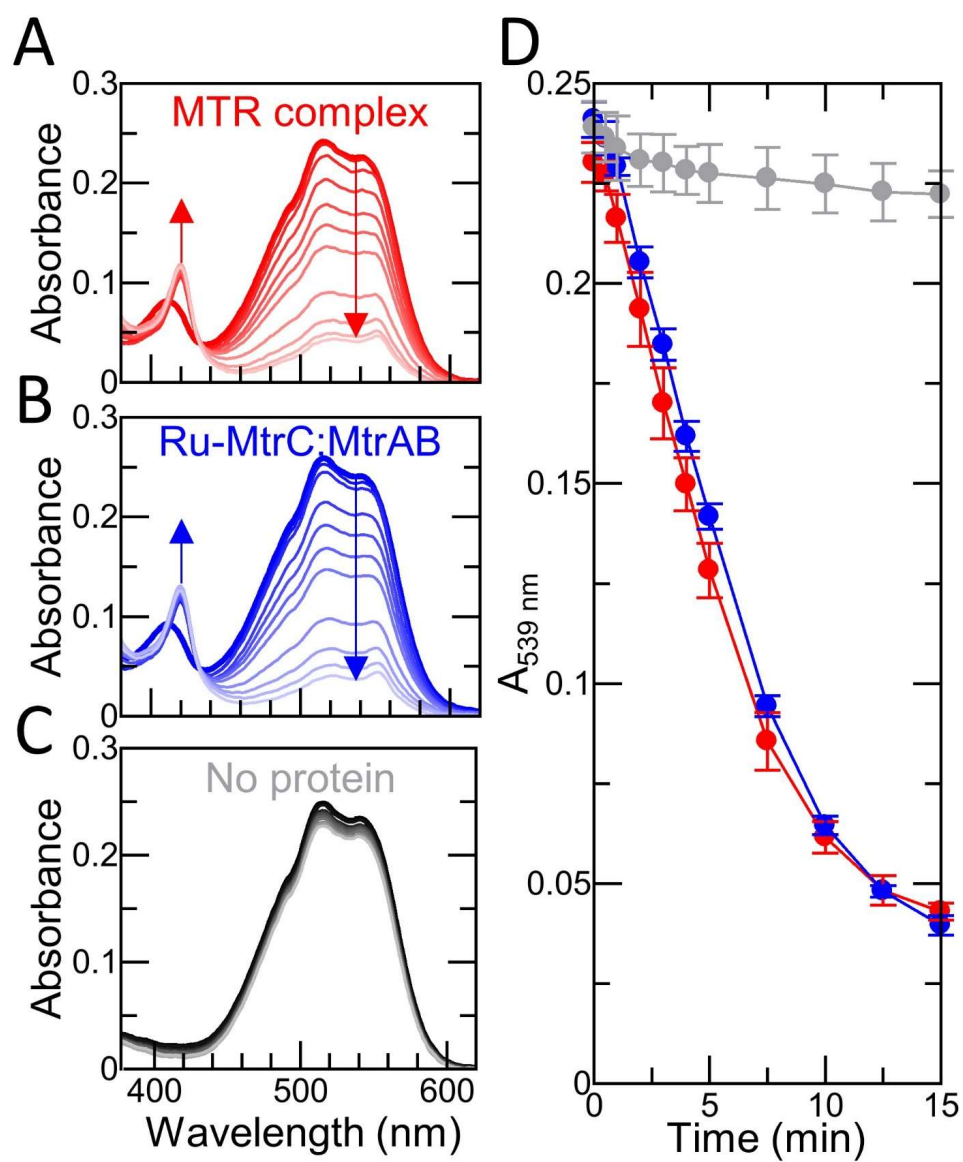 A
0.3
0.2
0.1
0
Absorbance
MTR complex
B
0.3
0.2
0.1
0
Absorbance
Ru-MtrC:MtrAB
C
0.3
0.2
0.1
0
Absorbance
No protein
400 500 600
Wavelength (nm)
D
0.25
0.2
0.15
0.1
0.05
0
A539 nm
0 5 10 15
Time (min)